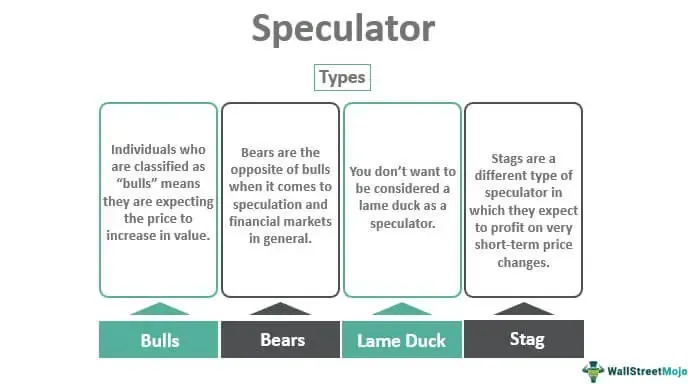 Speculator
Types
Individuals who
are classified as
“bulls” means
they are expecting
the price to
increase in value.
Bears are the
opposite of bulls
when it comes to
speculation and
financial markets
in general.
You don’t want to
be considered a
lame duck as a
speculator.
Stags are a
different type of
speculator in
which they expect
to profit on very
short-term price
changes.
Bulls
Bears
Lame Duck
Stag
WallStreetMojo